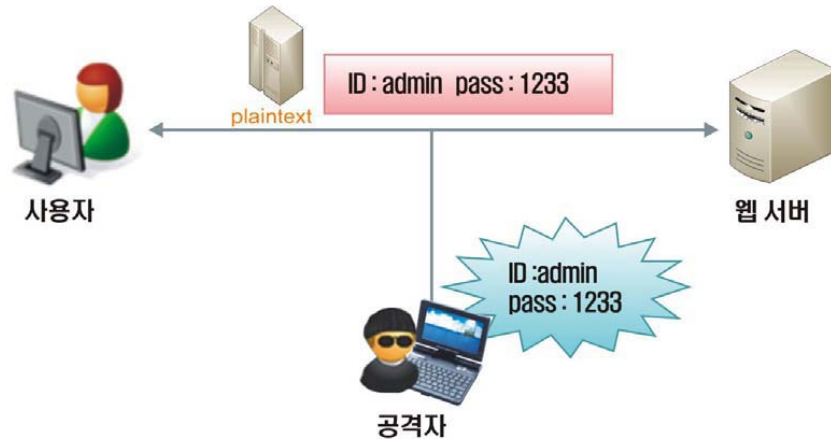 ID : admin pass : 1233
plaintext
사용자
웹 서버
ID :admin
pass : 1233
공격자